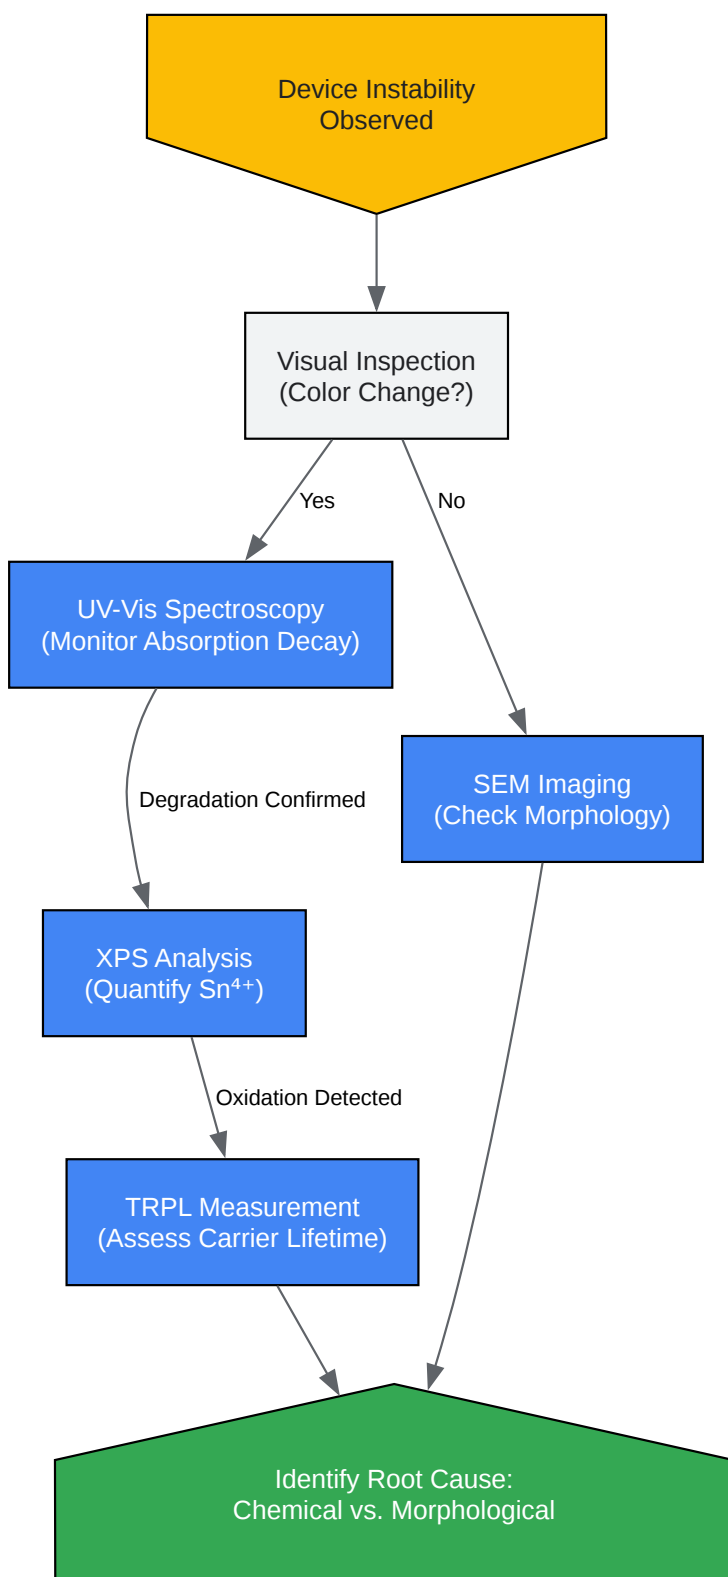 Device Instability
Observed
Visual Inspection
(Color Change?)
Yes
No
UV-Vis Spectroscopy
(Monitor Absorption Decay)
SEM Imaging
(Check Morphology)
Degradation Confirmed
XPS Analysis
(Quantify Sn⁴⁺)
Oxidation Detected
TRPL Measurement
(Assess Carrier Lifetime)
Identify Root Cause:
Chemical vs. Morphological